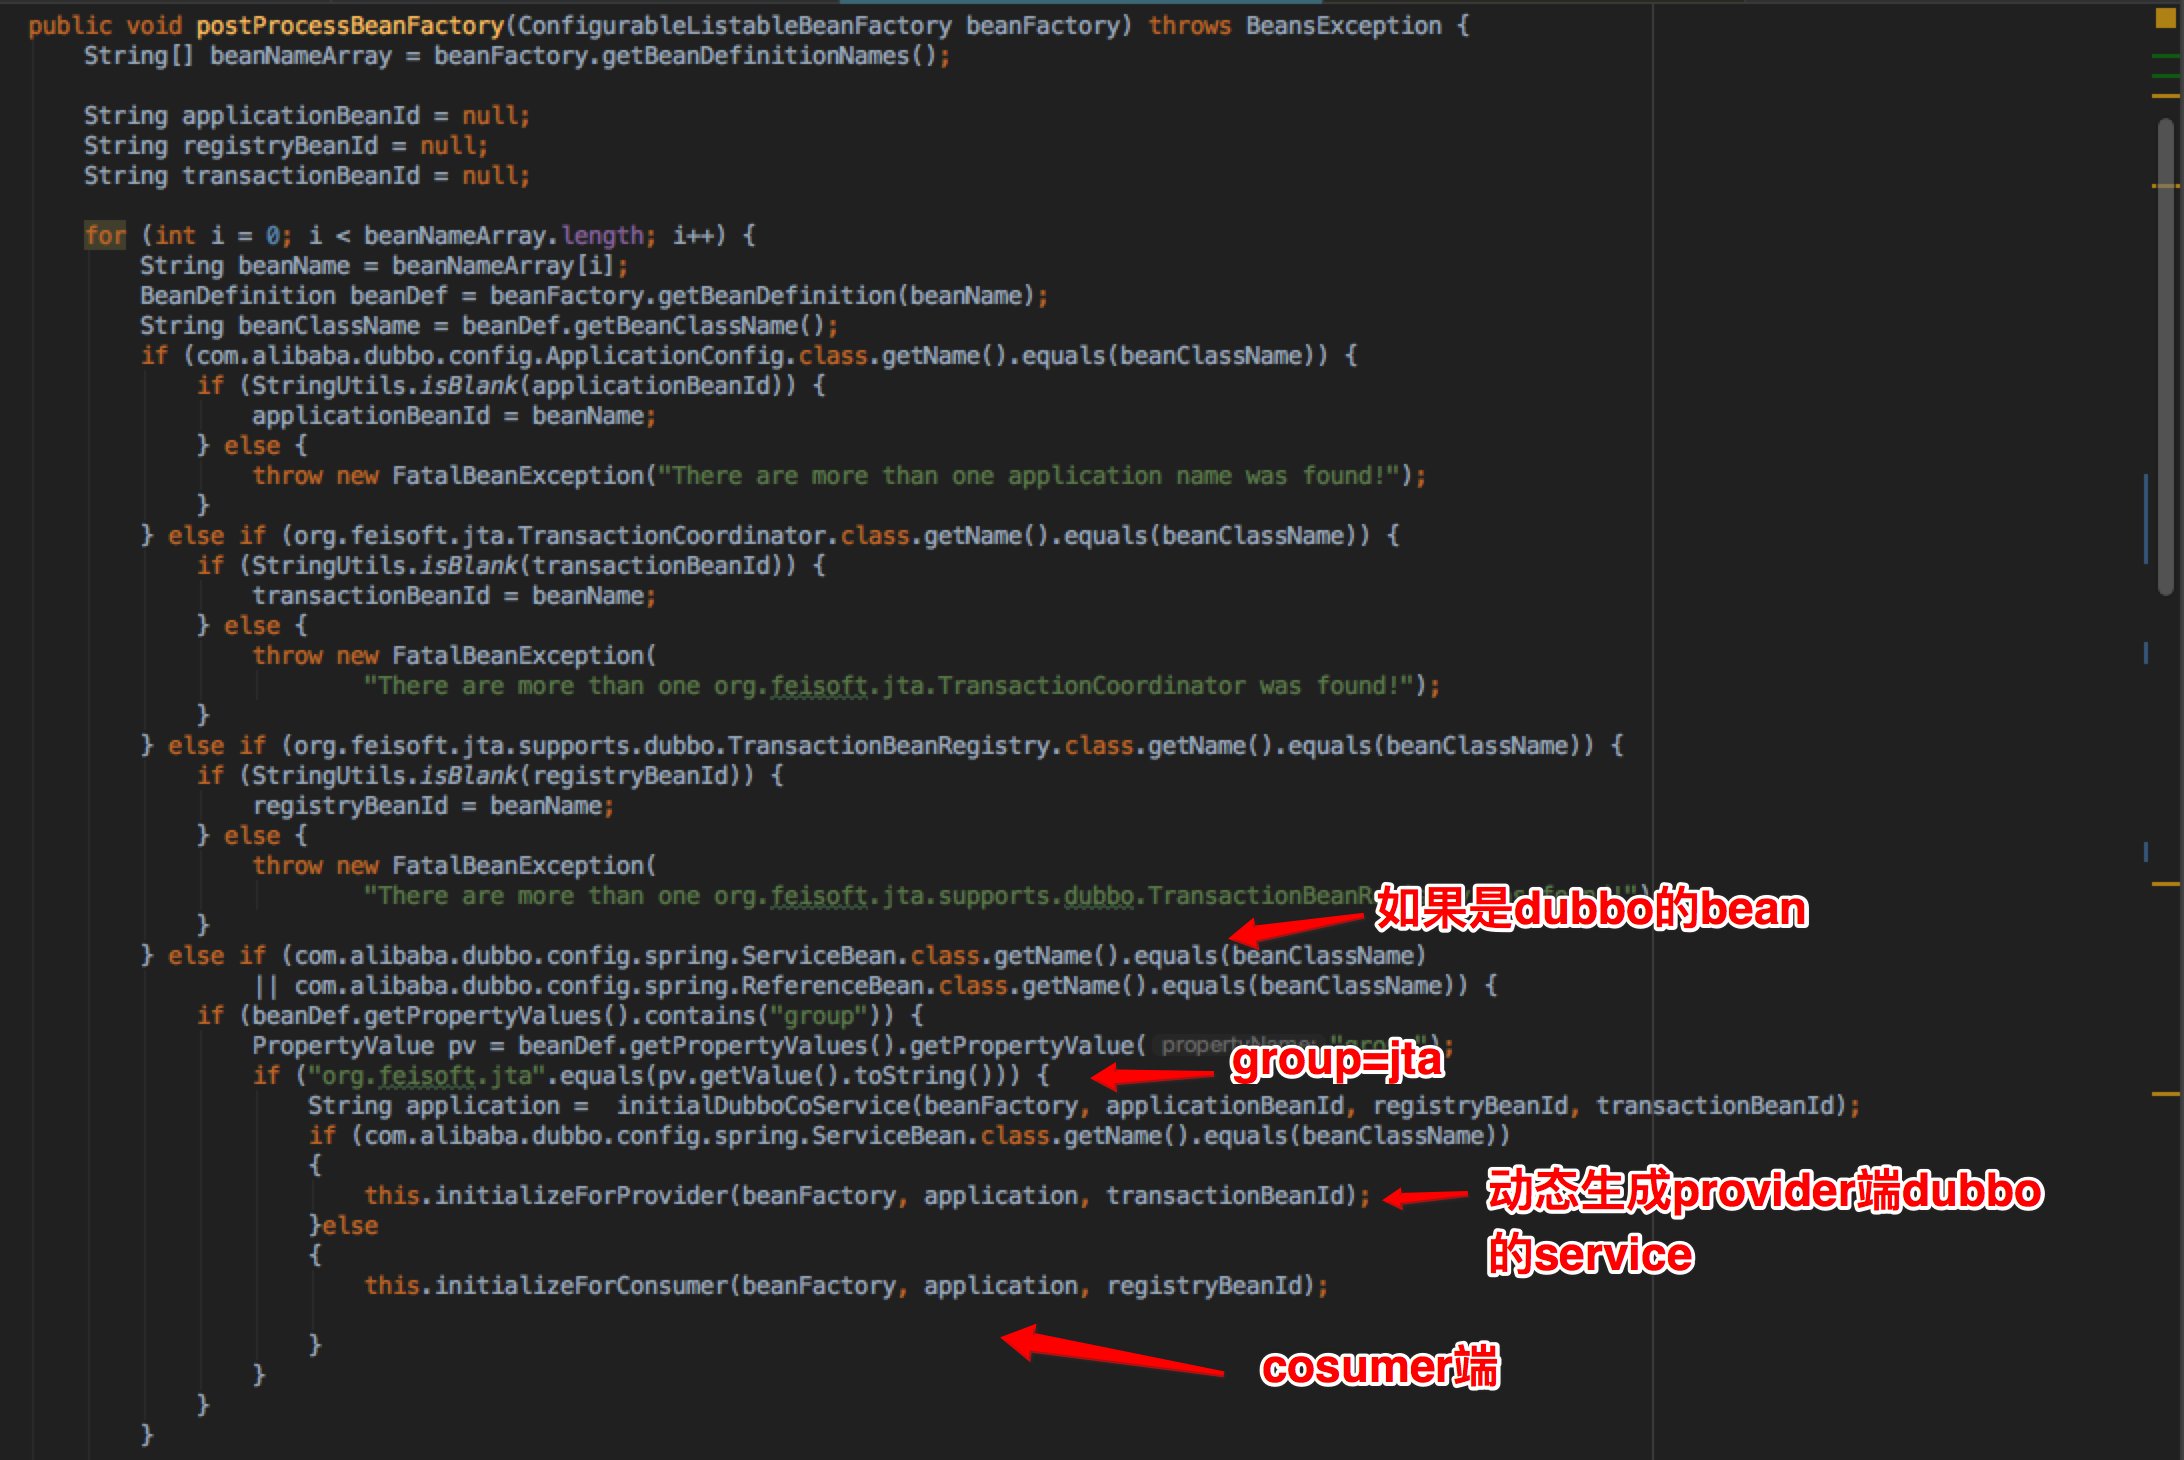 public void postProcessBeanFactory(ConfigurableListableBeanFactory beanFactory) throws BeansException {
String[] beanNameArray = beanFactory.getBeanDefinitionNames();
String applicationBeanId = null;
String registryBeanId = null;
String transactionBeanId = null;
for (int i = 0; i < beanNameArray.length; i++) {
String beanName = beanNameArray[i];
BeanDefinition beanDef = beanFactory.getBeanDefinition(beanName);
String beanClassName = beanDef.getBeanClassName();
if (com.alibaba.dubbo.config.ApplicationConfig.class.getName().equals(beanClassName)) {
if (StringUtils.isBlank(applicationBeanId)) {
applicationBeanId = beanName;
} else {
throw new FatalBeanException("There are more than one application name was found!");
}
} else if (org.feisoft.jta.TransactionCoordinator.class.getName().equals(beanClassName)) {
if (StringUtils.isBlank(transactionBeanId)) {
transactionBeanId = beanName;
} else {
throw new FatalBeanException(
"There are more than one org.feisoft.jta.TransactionCoordinator was found!");
}
} else if (org.feisoft.jta.supports.dubbo.TransactionBeanRegistry.class.getName().equals(beanClassName)) {
if (StringUtils.isBlank(registryBeanId)) {
registryBeanId = beanName;
} else {
throw new FatalBeanException(
"There are more than one org.feisoft.jta.supports.dubbo.TransactionBeanR
如果是dubbo的bean
}
} else if (com.alibaba.dubbo.config.spring.ServiceBean.class.getName().equals(beanClassName)
|| com.alibaba.dubbo.config.spring.ReferenceBean.class.getName().equals(beanClassName)) {
if (beanDef.getPropertyValues().contains("group")) {
PropertyValue pv = beanDef.getPropertyValues().getPropertyValue(
group=jta
if ("org.feisoft.jta".equals(pv.getValue().toString())) {
String application =  initialDubboCoService(beanFactory, applicationBeanId, registryBeanId, transactionBeanId);
if (com.alibaba.dubbo.config.spring.ServiceBean.class.getName().equals(beanClassName))
{
this.initializeForProvider(beanFactory, application, transactionBeanId);
动态生成provider端dubbo
的service
}else
{
this.initializeForConsumer(beanFactory, application, registryBeanId);
}
cosumer端
}
}
}